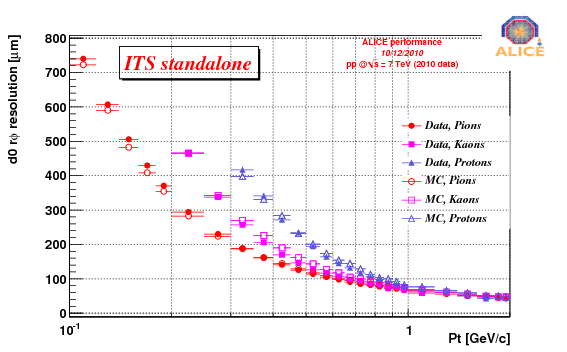 ALICE performance
10/12/2010
pp @ √s = 7 TeV (2010 data)
ALICE
ITS standalone
d0 rφ resolution [μm]
800
700
600
500
400
300
200
100
0
Data, Pions
Data, Kaons
Data, Protons
MC, Pions
MC, Kaons
MC, Protons
10⁻¹
1
Pt [GeV/c]